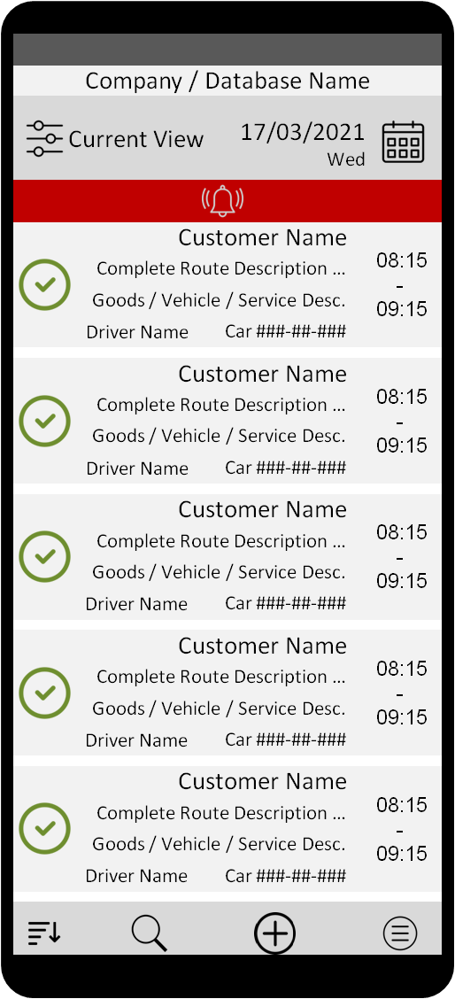 Company / Database Name
Current View
17/03/2021
Wed
Customer Name
Complete Route Description ...
Goods / Vehicle / Service Desc.
Driver Name Car ###-##-###
08:15
-
09:15
Customer Name
Complete Route Description ...
Goods / Vehicle / Service Desc.
Driver Name Car ###-##-###
08:15
-
09:15
Customer Name
Complete Route Description ...
Goods / Vehicle / Service Desc.
Driver Name Car ###-##-###
08:15
-
09:15
Customer Name
Complete Route Description ...
Goods / Vehicle / Service Desc.
Driver Name Car ###-##-###
08:15
-
09:15
Customer Name
Complete Route Description ...
Goods / Vehicle / Service Desc.
Driver Name Car ###-##-###
08:15
-
09:15